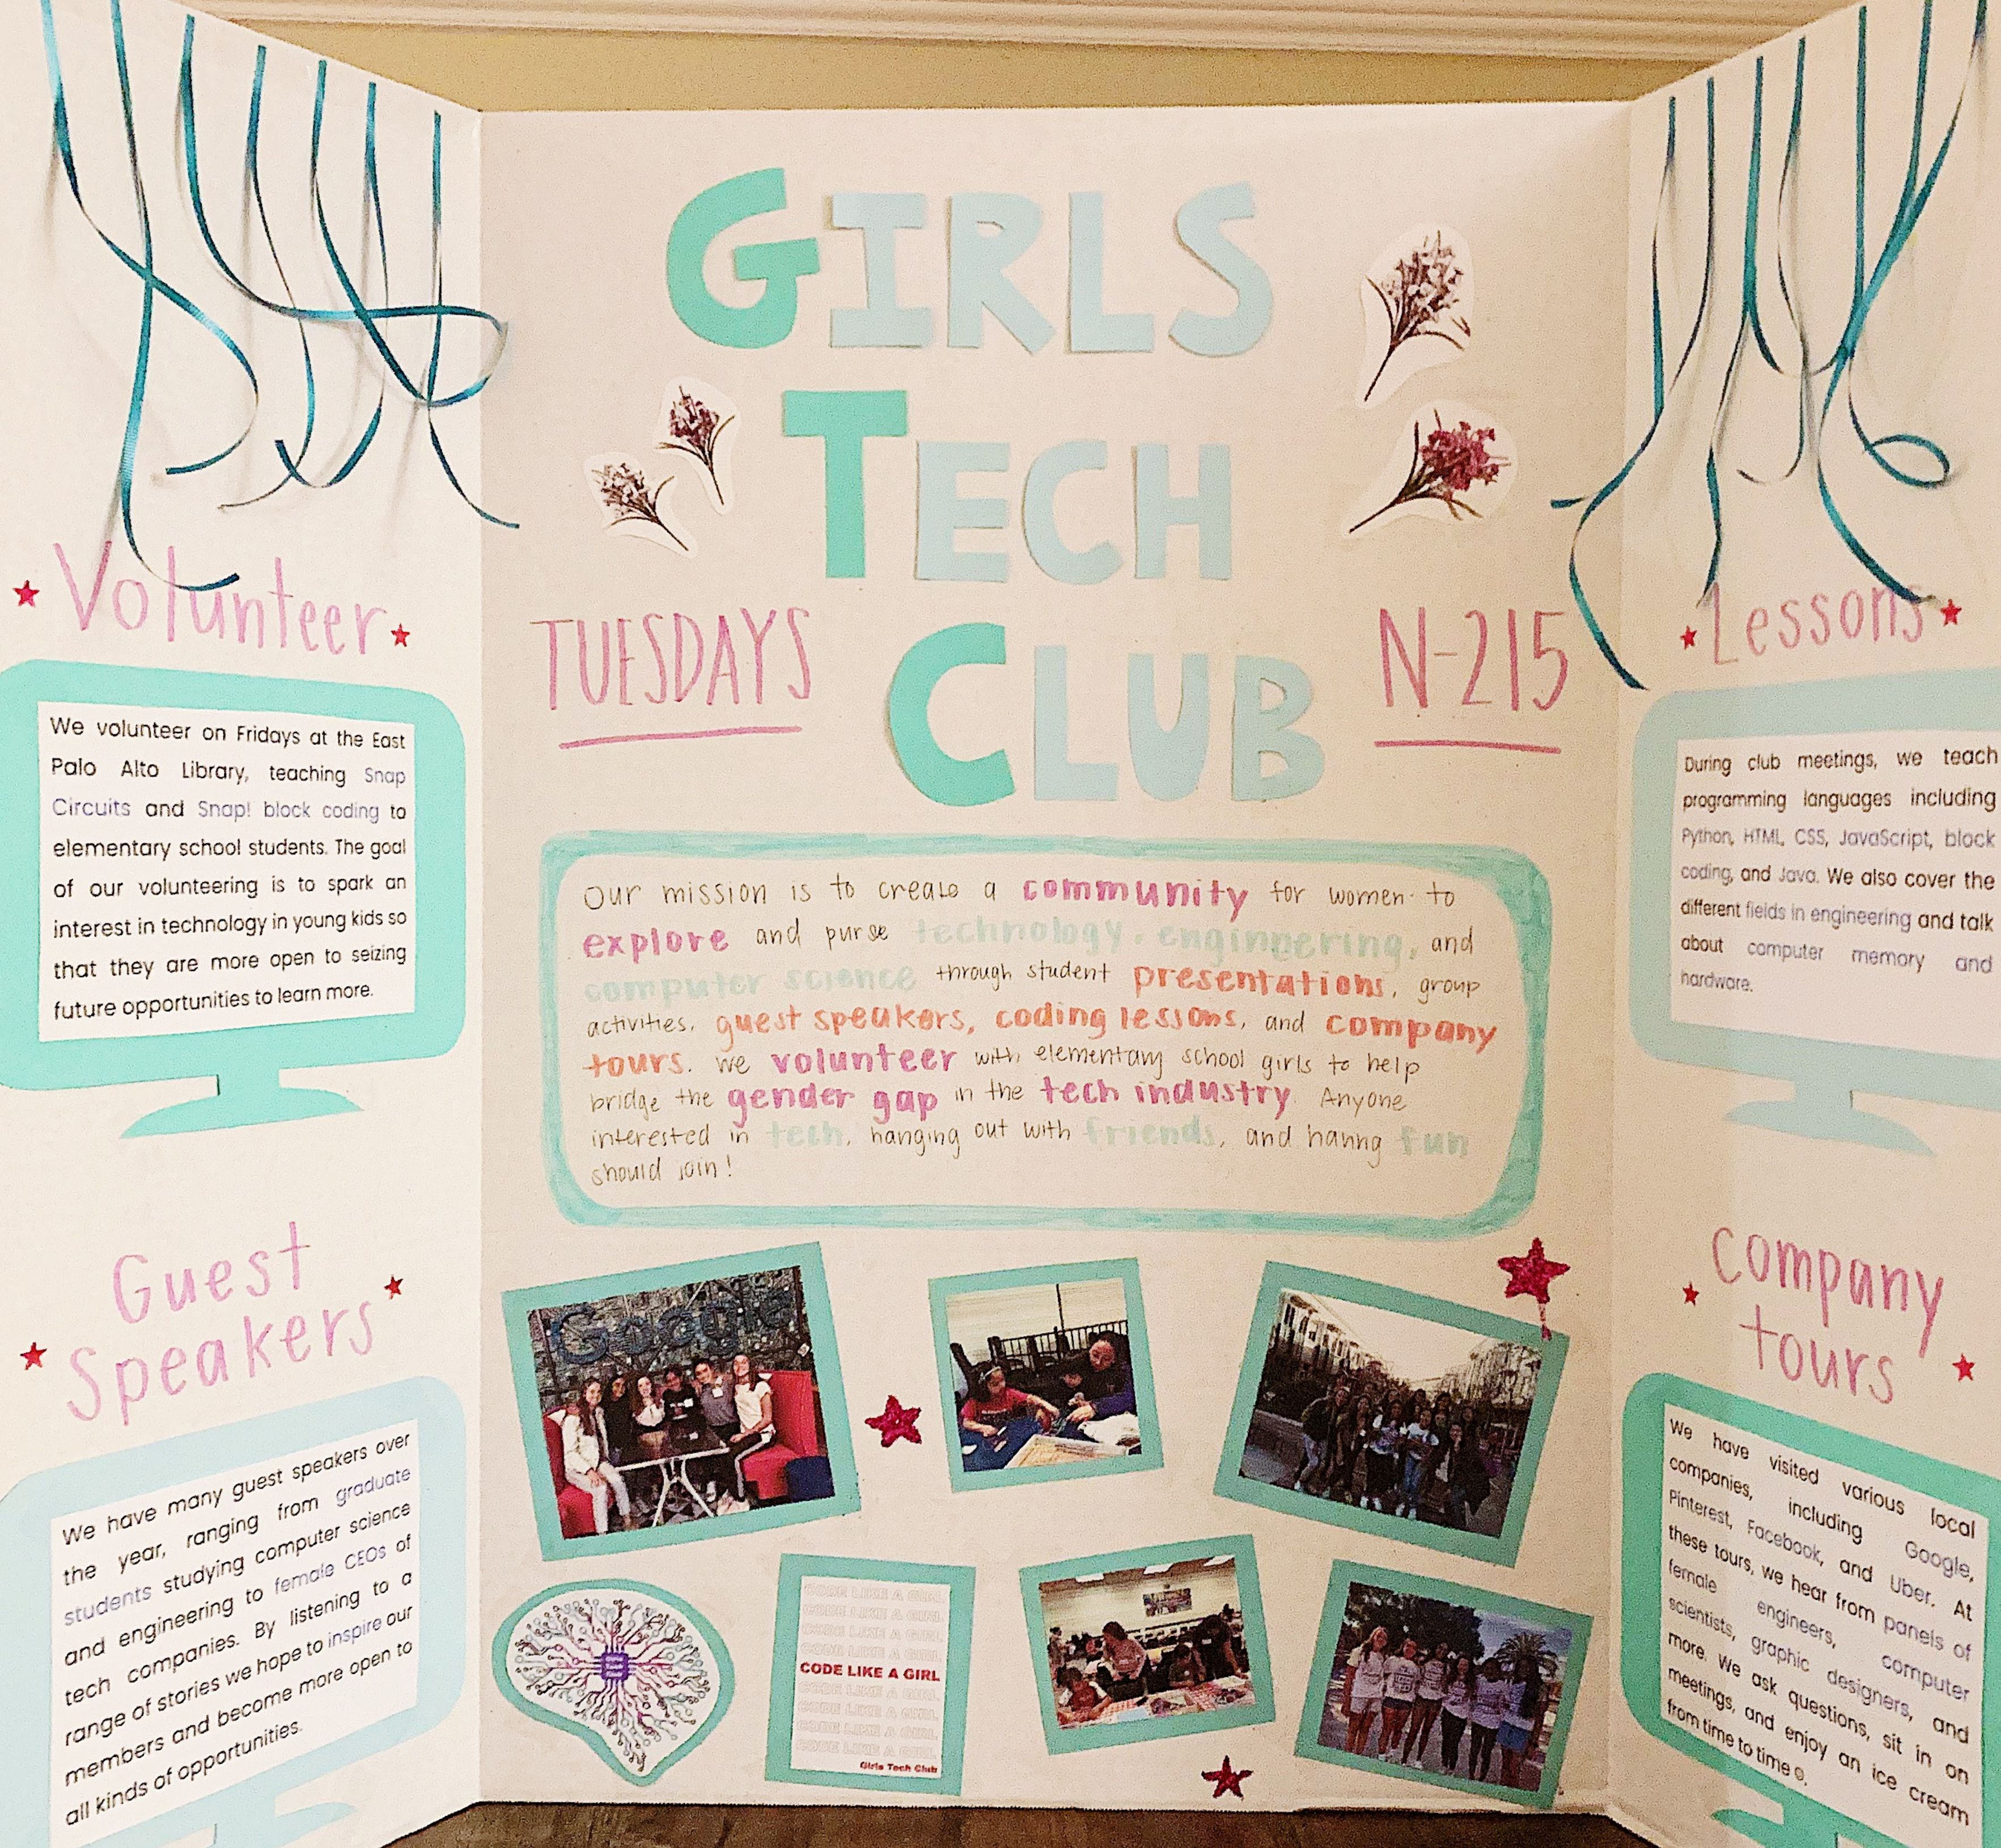 GIRLS
TECH
CLUB
TUESDAYS
N-215
Volunteer
We volunteer on Fridays at the East
Palo Alto Library, teaching Snap
Circuits and Snap! block coding to
elementary school students. The goal
of our volunteering is to spark an
interest in technology in young kids so
that they are more open to seizing
future opportunities to learn more.
Guest
Speakers
We have many guest speakers over
the year, ranging from graduate
students studying computer science
and engineering to female CEOs of
tech companies. By listening to a
range of stories we hope to inspire our
members and become more open to
all kinds of opportunities.
Our mission is to create a community for women to
explore and purse technology, engineering, and
computer science through student presentations, group
activities, guest speakers, coding lessons, and company
tours. We volunteer with elementary school girls to help
bridge the gender gap in the tech industry. Anyone
interested in tech, hanging out with friends, and having fun
should join!
Google
CODE LIKE A GIRL
CODE LIKE A GIRL
CODE LIKE A GIRL
CODE LIKE A GIRL
CODE LIKE A GIRL
CODE LIKE A GIRL
CODE LIKE A GIRL
CODE LIKE A GIRL
CODE LIKE A GIRL
Girls Tech Club
Lessons
During club meetings, we teach
programming languages including
Python, HTML, CSS, JavaScript, block
coding, and Java. We also cover the
different fields in engineering and talk
about computer memory and
hardware.
Company
tours
We have visited various local
companies, including Google,
Pinterest, Facebook, and Uber. At
these tours, we hear from panels of
female engineers, computer
scientists, graphic designers, and
more. We ask questions, sit in on
meetings, and enjoy an ice cream
from time to time ☺.